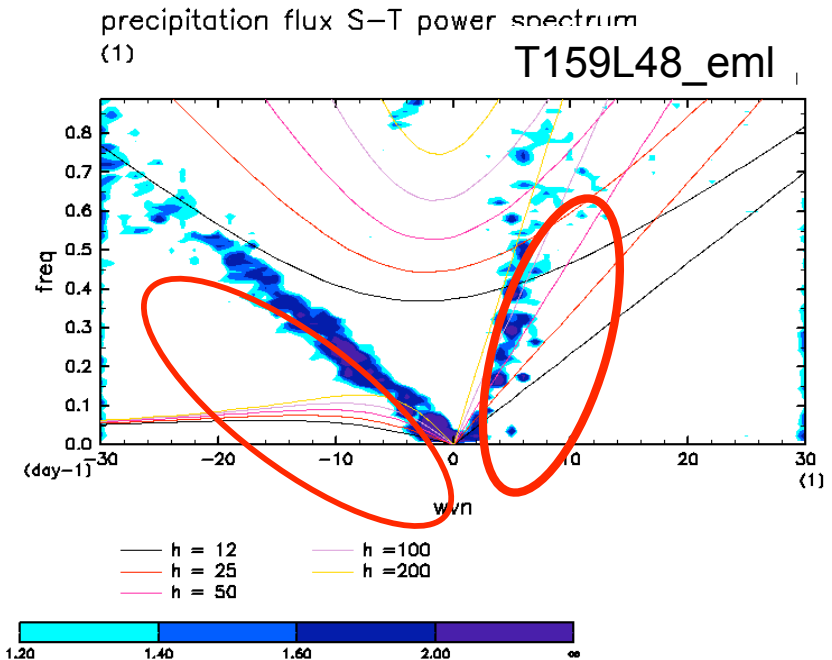 precipitation flux S-T power spectrum
(1)
T159L48_eml
0.8
0.7
0.6
0.5
0.4
0.3
0.2
0.1
0.0
freq
(day-1)
-30 -20 -10 0 10 20 30
(1)
wvn
h = 12 h =100
h = 25 h =200
h = 50
1.20 1.40 1.60 2.00 ∞